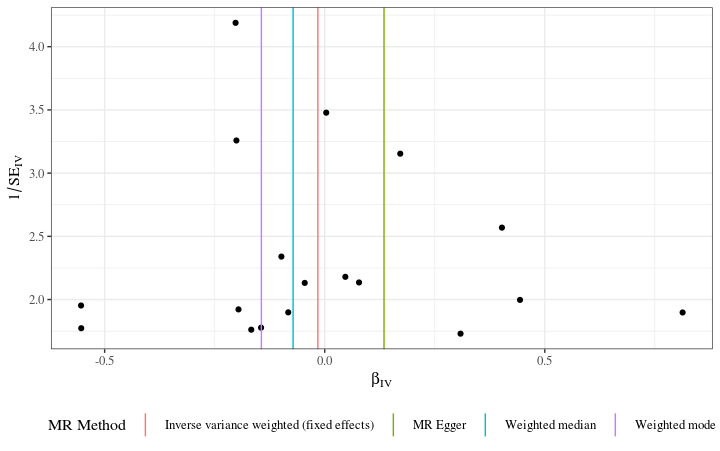 4.0
3.5
3.0
2.5
2.0
1/SE_IV
-0.5 0.0 0.5
β_IV
MR Method Inverse variance weighted (fixed effects) MR Egger Weighted median Weighted mode